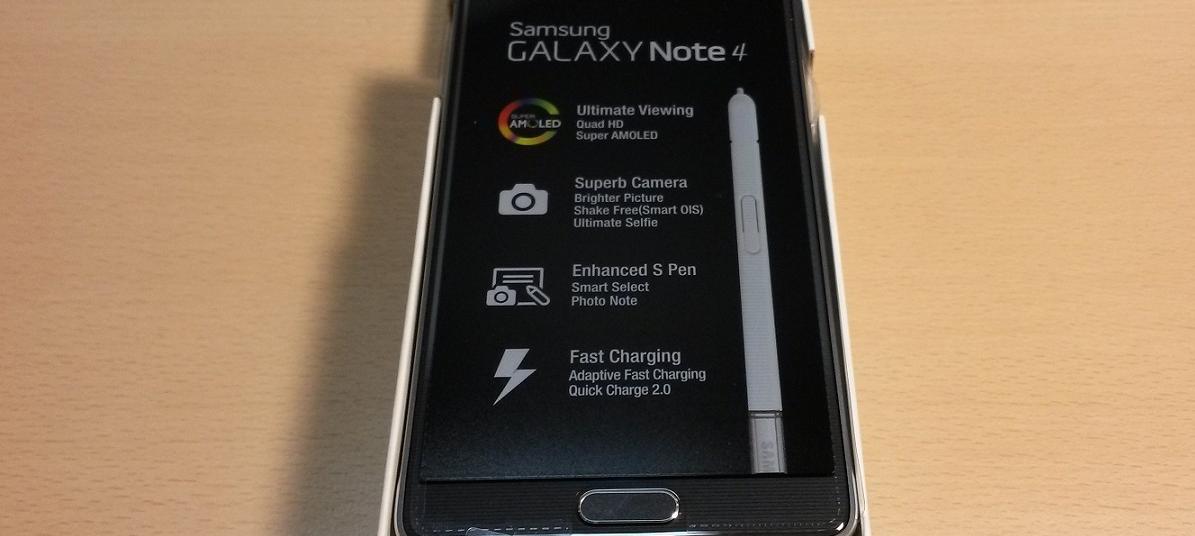 Samsung
GALAXY Note 4
SUPER
AMOLED
Ultimate Viewing
Quad HD
Super AMOLED
Superb Camera
Brighter Picture
Shake Free(Smart OIS)
Ultimate Selfie
Enhanced S Pen
Smart Select
Photo Note
Fast Charging
Adaptive Fast Charging
Quick Charge 2.0
SAM